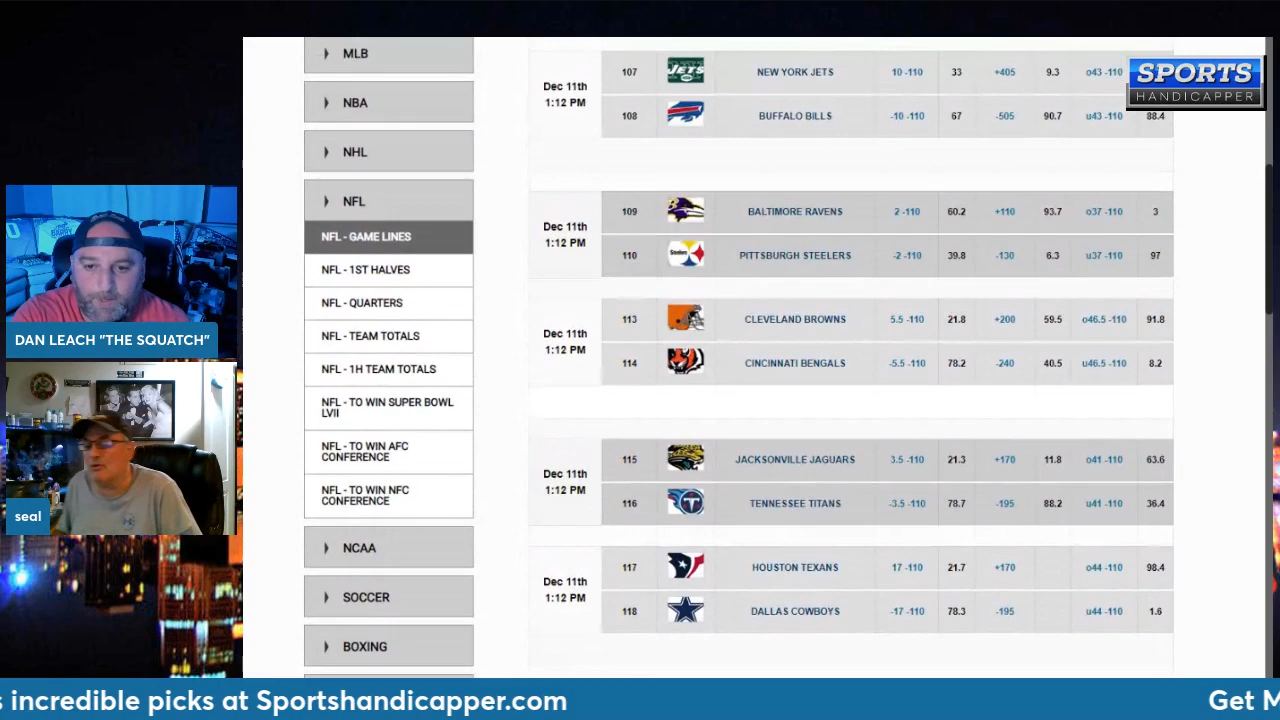 MLB
NBA
NHL
NFL
NFL - GAME LINES
NFL - 1ST HALVES
NFL - QUARTERS
NFL - TEAM TOTALS
NFL - 1H TEAM TOTALS
NFL - TO WIN SUPER BOWL
LVII
NFL - TO WIN AFC
CONFERENCE
NFL - TO WIN NFC
CONFERENCE
NCAA
SOCCER
BOXING
Dec 11th
1:12 PM
107 JETS NEW YORK JETS 10 -110 33 +405 9.3 o43 -110
108 BUFFALO BILLS -10 -110 67 -505 90.7 u43 -110 88.4
Dec 11th
1:12 PM
109 BALTIMORE RAVENS 2 -110 60.2 +110 93.7 o37 -110 3
110 Steelers PITTSBURGH STEELERS -2 -110 39.8 -130 6.3 u37 -110 97
Dec 11th
1:12 PM
113 CLEVELAND BROWNS 5.5 -110 21.8 +200 59.5 o46.5 -110 91.8
114 CINCINNATI BENGALS -5.5 -110 78.2 -240 40.5 u46.5 -110 8.2
Dec 11th
1:12 PM
115 JACKSONVILLE JAGUARS 3.5 -110 21.3 +170 11.8 o41 -110 63.6
116 T TENNESSEE TITANS -3.5 -110 78.7 -195 88.2 u41 -110 36.4
Dec 11th
1:12 PM
117 HOUSTON TEXANS 17 -110 21.7 +170 o44 -110 98.4
118 DALLAS COWBOYS -17 -110 78.3 -195 u44 -110 1.6
SPORTS
HANDICAPPER
DAN LEACH "THE SQUATCH"
seal
s incredible picks at Sportshandicapper.com
Get M